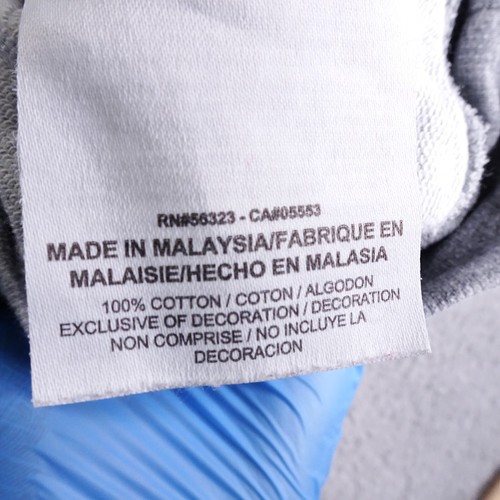 RN#56323 - CA#05553
MADE IN MALAYSIA/FABRIQUE EN
MALAISIE/HECHO EN MALASIA
100% COTTON / COTON / ALGODON
EXCLUSIVE OF DECORATION / DECORATION
NON COMPRISE / NO INCLUYE LA
DECORACION